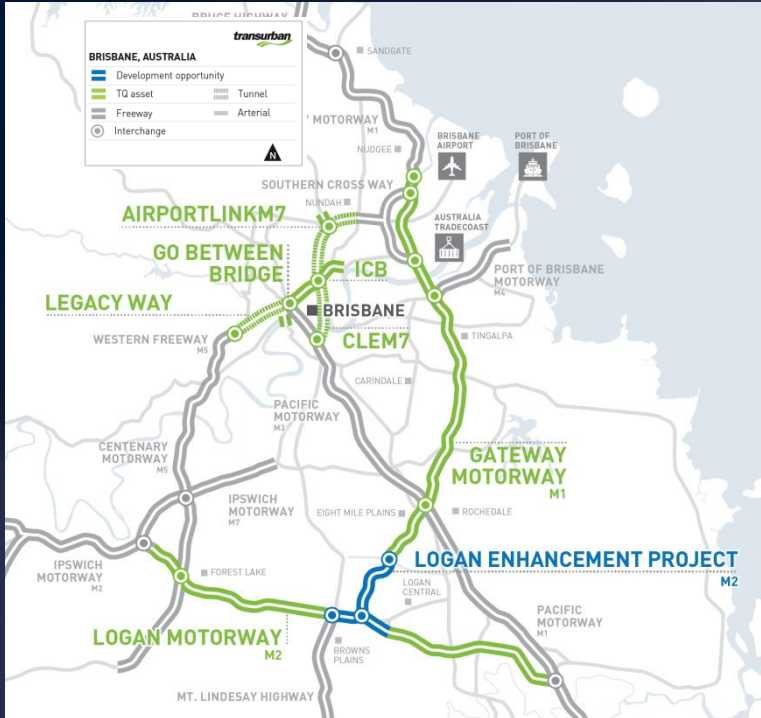 BRUCE HIGHWAY
transurban
BRISBANE, AUSTRALIA
Development opportunity
TQ asset
Tunnel
Freeway
Arterial
Interchange
N
SANDGATE
MOTORWAY
M1
NUDGEE
BRISBANE
AIRPORT
PORT OF
BRISBANE
SOUTHERN CROSS WAY
NUNDAH
AIRPORTLINKM7
AUSTRALIA
TRADECOAST
GO BETWEEN
BRIDGE
ICB
PORT OF BRISBANE
MOTORWAY
M4
LEGACY WAY
BRISBANE
WESTERN FREEWAY
M5
CLEM7
TINGALPA
CARINDALE
PACIFIC
MOTORWAY
M3
CENTENARY
MOTORWAY
M5
GATEWAY
MOTORWAY
M1
IPSWICH
MOTORWAY
M7
EIGHT MILE PLAINS
ROCHEDALE
IPSWICH
MOTORWAY
M2
FOREST LAKE
LOGAN ENHANCEMENT PROJECT
M2
LOGAN
CENTRAL
PACIFIC
MOTORWAY
M1
LOGAN MOTORWAY
M2
BROWNS
PLAINS
MT. LINDESAY HIGHWAY